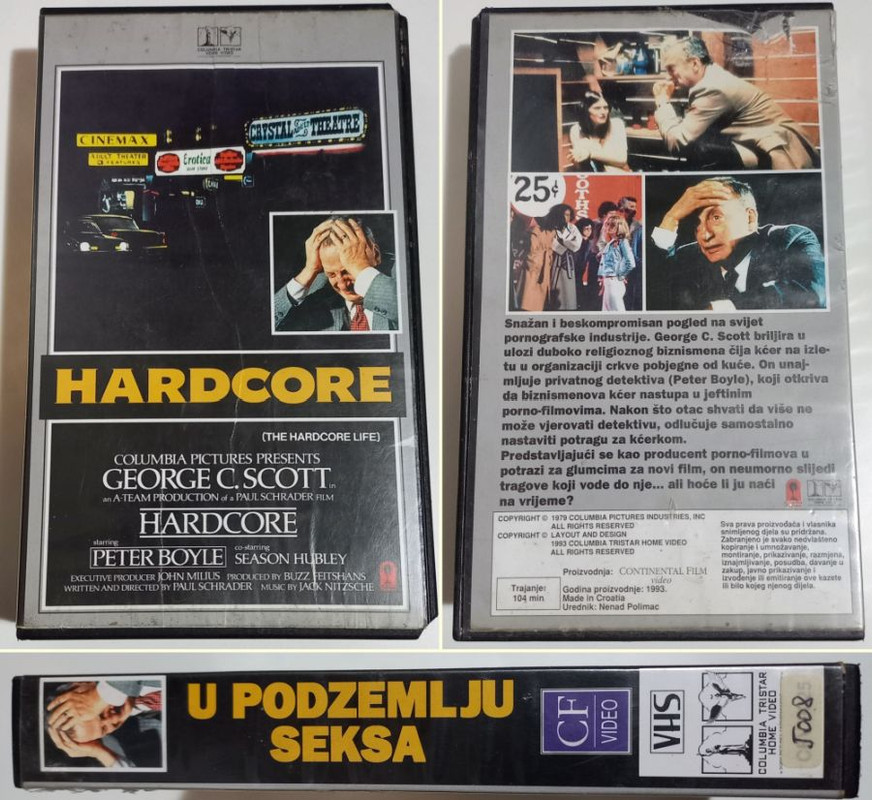 COLUMBIA TRISTAR
HOME VIDEO
CINEMAX
ADULT THEATER
3 FEATURES
Erotica
CRYSTAL THEATRE
HARDCORE
(THE HARDCORE LIFE)
COLUMBIA PICTURES PRESENTS
GEORGE C. SCOTT in
an A-TEAM PRODUCTION of a PAUL SCHRADER FILM
HARDCORE
starring
PETER BOYLE
co-starring
SEASON HUBLEY
EXECUTIVE PRODUCER JOHN MILIUS PRODUCED BY BUZZ FEITSHANS
WRITTEN AND DIRECTED BY PAUL SCHRADER MUSIC BY JACK NITZSCHE
25¢
OOTHS
Snažan i beskompromisan pogled na svijet
pornografske industrije. George C. Scott briljira u
ulozi duboko religioznog biznismena čija kćer na izle-
tu u organizaciji crkve pobjegne od kuće. On unaj-
mljuje privatnog detektiva (Peter Boyle), koji otkriva
da biznismenova kćer nastupa u jeftinim
porno-filmovima. Nakon što otac shvati da više ne
može vjerovati detektivu, odlučuje samostalno
nastaviti potragu za kćerkom.
Predstavljajući se kao producent porno-filmova u
potrazi za glumcima za novi film, on neumorno slijedi
tragove koji vode do nje... ali hoće li ju naći
na vrijeme?
COPYRIGHT © 1979 COLUMBIA PICTURES INDUSTRIES, INC
ALL RIGHTS RESERVED
COPYRIGHT © LAYOUT AND DESIGN
1993 COLUMBIA TRISTAR HOME VIDEO
ALL RIGHTS RESERVED
Trajanje:
104 min
Proizvodnja: CONTINENTAL FILM
video
Godina proizvodnje: 1993.
Made in Croatia
Urednik: Nenad Polimac
Sva prava proizvođača i vlasnika
snimljenog djela su pridržana.
Zabranjeno je svako nedvlašteno
kopiranje i umnožavanje,
montiranje, prikazivanje, razmjena,
iznajmljivanje, posudba, davanje u
zakup, javno prikazivanje i
izvođenje ili emitiranje ove kazete
ili bilo kojeg njenog dijela.
U PODZEMLJU
SEKSA
CF
VIDEO
VHS
COLUMBIA TRISTAR
HOME VIDEO
J008